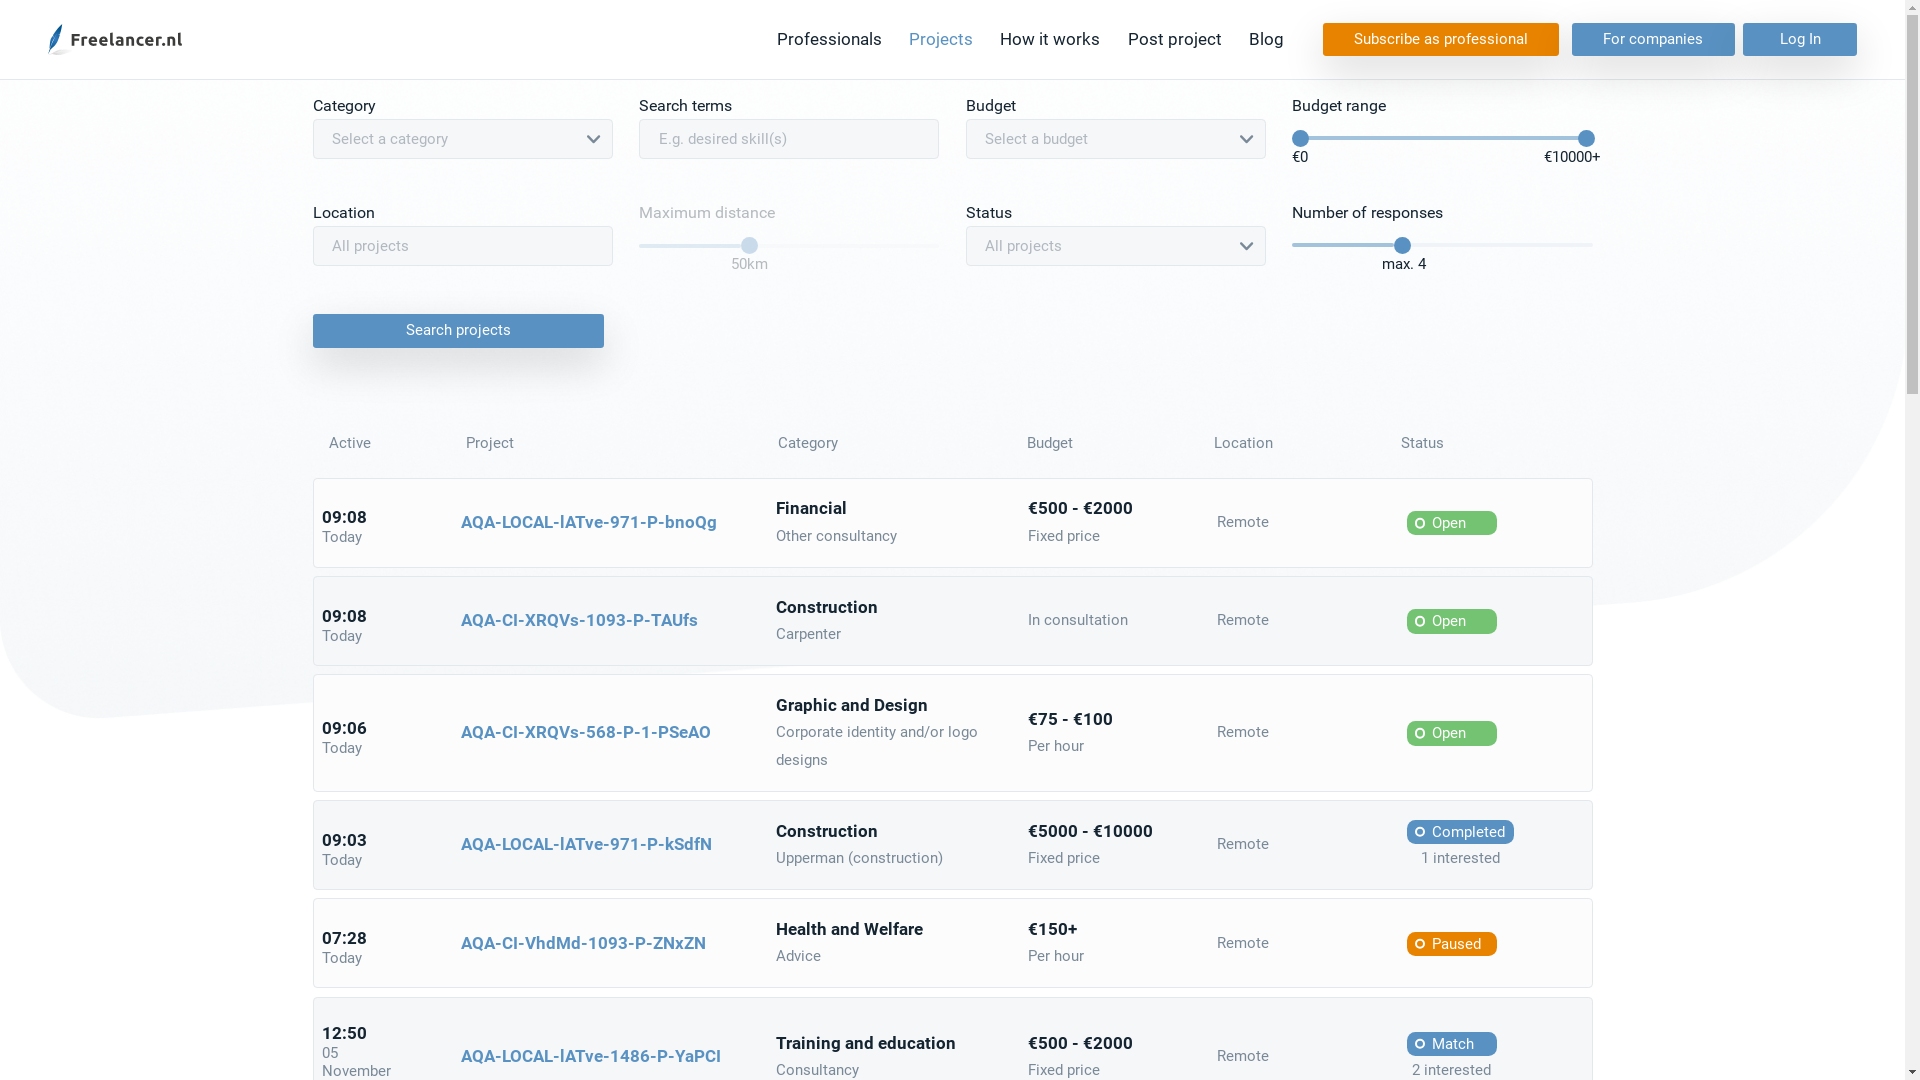 Freelancer.nl
Professionals
Projects
How it works
Post project
Blog
Subscribe as professional
For companies
Log In
Category
Search terms
Budget
Budget range
Select a category
E.g. desired skill(s)
Select a budget
€0
€10000+
Location
Maximum distance
Status
Number of responses
All projects
50km
All projects
max. 4
Search projects
Active
Project
Category
Budget
Location
Status
09:08
Today
AQA-LOCAL-lATve-971-P-bnoQg
Financial
Other consultancy
€500 - €2000
Fixed price
Remote
Open
09:08
Today
AQA-CI-XRQVs-1093-P-TAUfs
Construction
Carpenter
In consultation
Remote
Open
09:06
Today
AQA-CI-XRQVs-568-P-1-PSeAO
Graphic and Design
Corporate identity and/or logo
designs
€75 - €100
Per hour
Remote
Open
09:03
Today
AQA-LOCAL-lATve-971-P-kSdfN
Construction
Upperman (construction)
€5000 - €10000
Fixed price
Remote
Completed
1 interested
07:28
Today
AQA-CI-VhdMd-1093-P-ZNxZN
Health and Welfare
Advice
€150+
Per hour
Remote
Paused
12:50
05
November
AQA-LOCAL-lATve-1486-P-YaPCI
Training and education
Consultancy
€500 - €2000
Fixed price
Remote
Match
2 interested